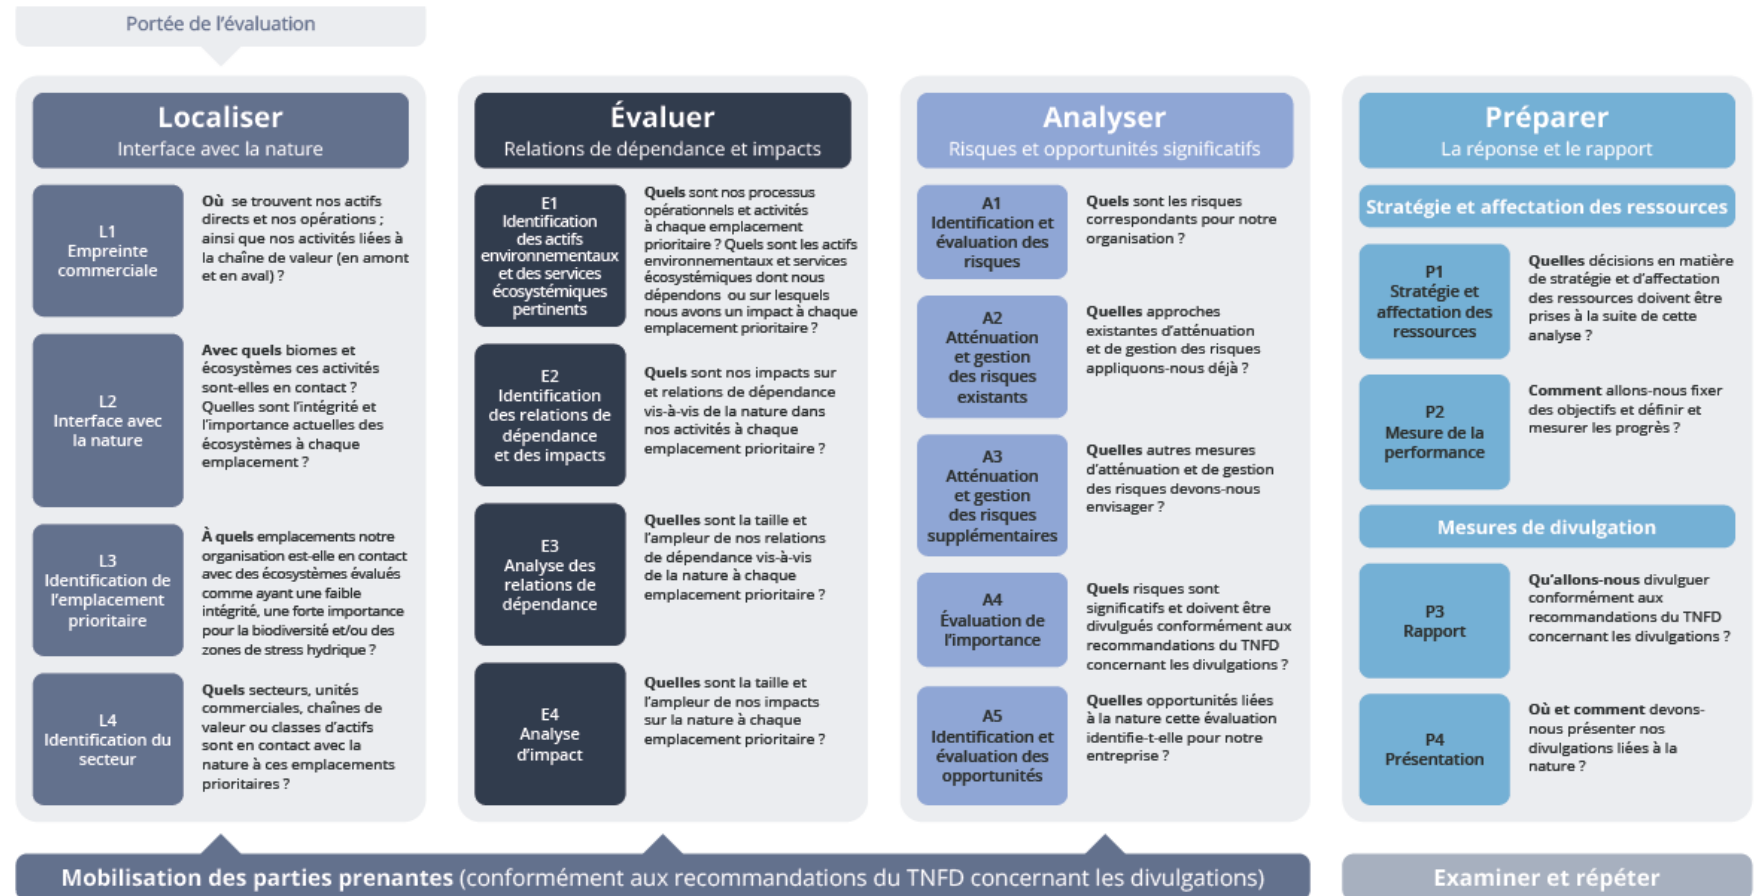 Portée de l'évaluation
Localiser
Interface avec la nature
L1
Empreinte
commerciale
Où se trouvent nos actifs
directs et nos opérations ;
ainsi que nos activités liées à
la chaîne de valeur (en amont
et en aval) ?
L2
Interface avec
la nature
Avec quels biomes et
écosystèmes ces activités
sont-elles en contact ?
Quelles sont l'intégrité et
l'importance actuelles des
écosystèmes à chaque
emplacement ?
L3
Identification de
l'emplacement
prioritaire
À quels emplacements notre
organisation est-elle en contact
avec des écosystèmes évalués
comme ayant une faible
intégrité, une forte importance
pour la biodiversité et/ou des
zones de stress hydrique ?
L4
Identification du
secteur
Quels secteurs, unités
commerciales, chaînes de
valeur ou classes d'actifs
sont en contact avec la
nature à ces emplacements
prioritaires ?
Évaluer
Relations de dépendance et impacts
E1
Identification
des actifs
environnementaux
et des services
écosystémiques
pertinents
Quels sont nos processus
opérationnels et activités
à chaque emplacement
prioritaire ? Quels sont les actifs
environnementaux et services
écosystémiques dont nous
dépendons ou sur lesquels
nous avons un impact à chaque
emplacement prioritaire ?
E2
Identification
des relations de
dépendance
et des impacts
Quels sont nos impacts sur
et relations de dépendance
vis-à-vis de la nature dans
nos activités à chaque
emplacement prioritaire ?
E3
Analyse des
relations de
dépendance
Quelles sont la taille et
l'ampleur de nos relations
de dépendance vis-à-vis
de la nature à chaque
emplacement prioritaire ?
E4
Analyse
d'impact
Quelles sont la taille et
l'ampleur de nos impacts
sur la nature à chaque
emplacement prioritaire ?
Analyser
Risques et opportunités significatifs
A1
Identification et
évaluation des
risques
Quels sont les risques
correspondants pour notre
organisation ?
A2
Atténuation
et gestion
des risques
existants
Quelles approches
existantes d'atténuation
et de gestion des risques
appliquons-nous déjà ?
A3
Atténuation
et gestion
des risques
supplémentaires
Quelles autres mesures
d'atténuation et de gestion
des risques devons-nous
envisager ?
A4
Évaluation de
l'importance
Quels risques sont
significatifs et doivent être
divulgués conformément aux
recommandations du TNFD
concernant les divulgations ?
A5
Identification et
évaluation des
opportunités
Quelles opportunités liées
à la nature cette évaluation
identifie-t-elle pour notre
entreprise ?
Préparer
La réponse et le rapport
Stratégie et affectation des ressources
P1
Stratégie et
affectation des
ressources
Quelles décisions en matière
de stratégie et d'affectation
des ressources doivent être
prises à la suite de cette
analyse ?
P2
Mesure de la
performance
Comment allons-nous fixer
des objectifs et définir et
mesurer les progrès ?
Mesures de divulgation
P3
Rapport
Qu'allons-nous divulguer
conformément aux
recommandations du TNFD
concernant les divulgations ?
P4
Présentation
Où et comment devons-
nous présenter nos
divulgations liées à la
nature ?
Mobilisation des parties prenantes (conformément aux recommandations du TNFD concernant les divulgations)
Examiner et répéter